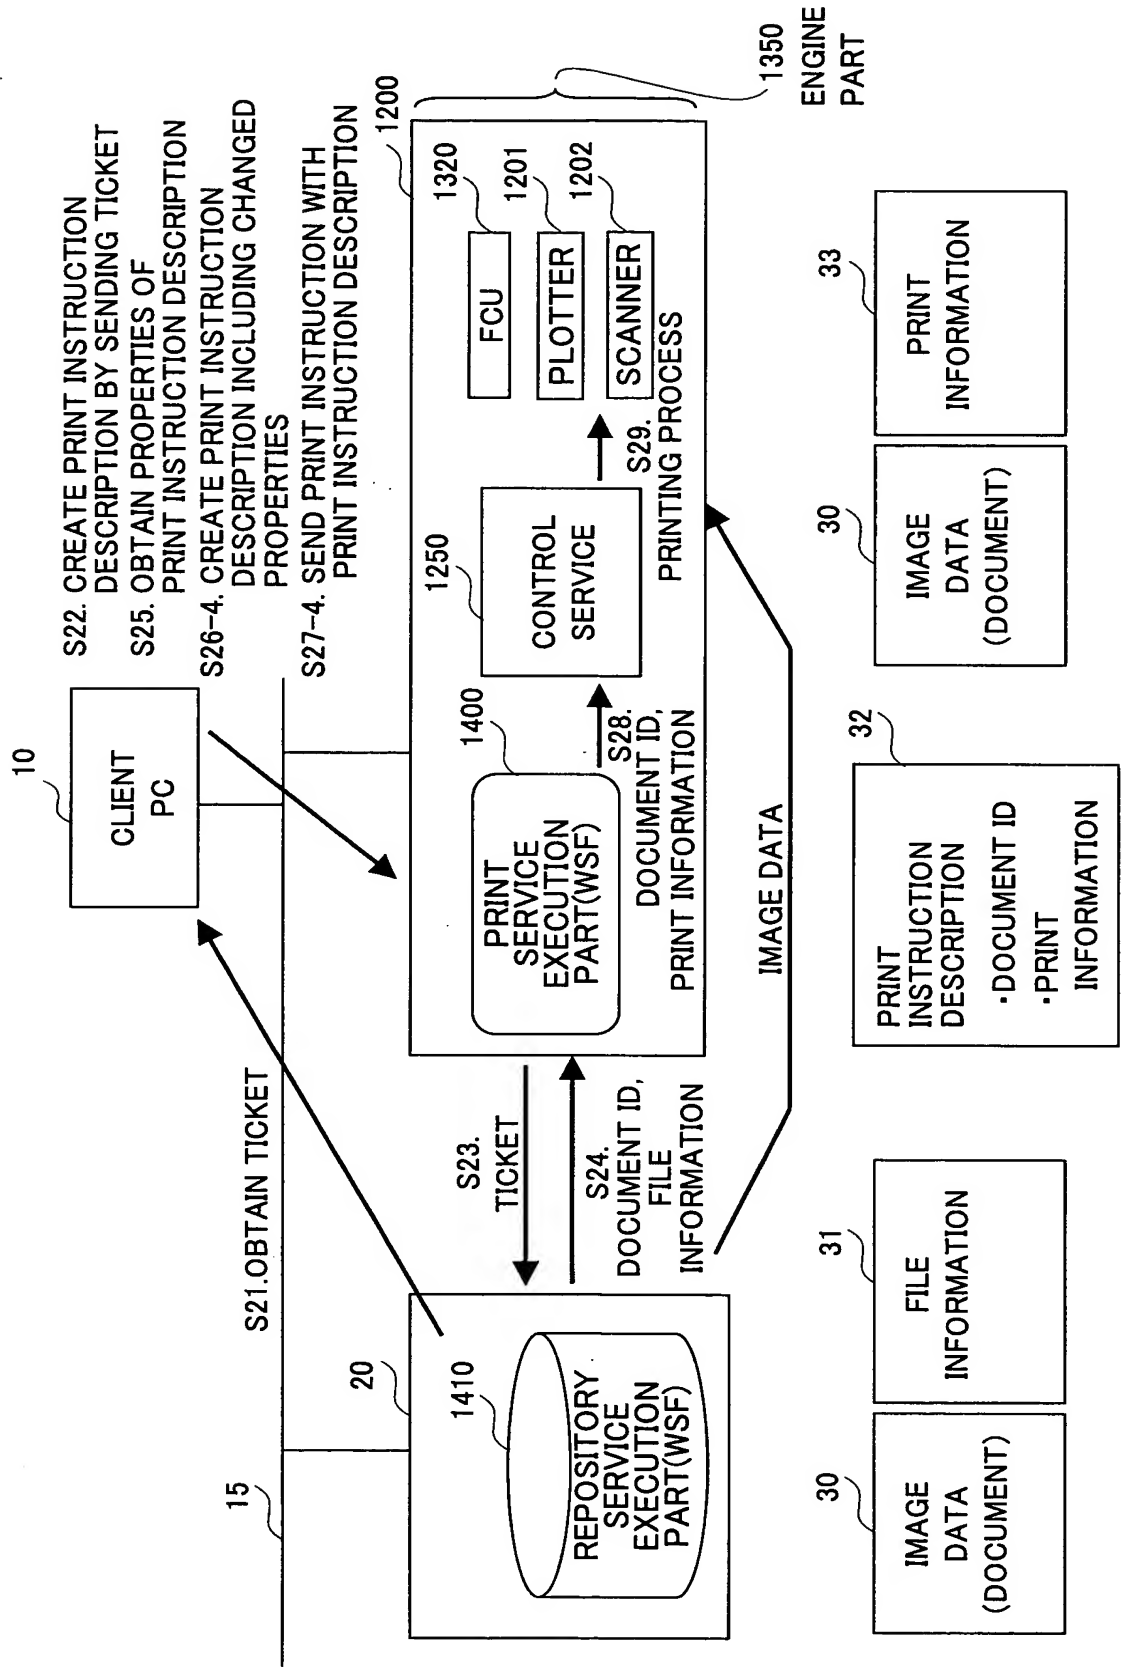 10
CLIENT
PC
S22. CREATE PRINT INSTRUCTION
DESCRIPTION BY SENDING TICKET
S25. OBTAIN PROPERTIES OF
PRINT INSTRUCTION DESCRIPTION
S26-4. CREATE PRINT INSTRUCTION
DESCRIPTION INCLUDING CHANGED
PROPERTIES
S27-4. SEND PRINT INSTRUCTION WITH
PRINT INSTRUCTION DESCRIPTION
15
S21.OBTAIN TICKET
20
1410
REPOSITORY
SERVICE
EXECUTION
PART(WSF)
S23.
TICKET
S24.
DOCUMENT ID,
FILE
INFORMATION
1200
1400
PRINT
SERVICE
EXECUTION
PART(WSF)
S28.
DOCUMENT ID,
PRINT INFORMATION
1250
CONTROL
SERVICE
S29.
PRINTING PROCESS
1320
FCU
1201
PLOTTER
1202
SCANNER
1350
ENGINE
PART
IMAGE DATA
30
IMAGE
DATA
(DOCUMENT)
31
FILE
INFORMATION
32
PRINT
INSTRUCTION
DESCRIPTION
・DOCUMENT ID
・PRINT
INFORMATION
30
IMAGE
DATA
(DOCUMENT)
33
PRINT
INFORMATION